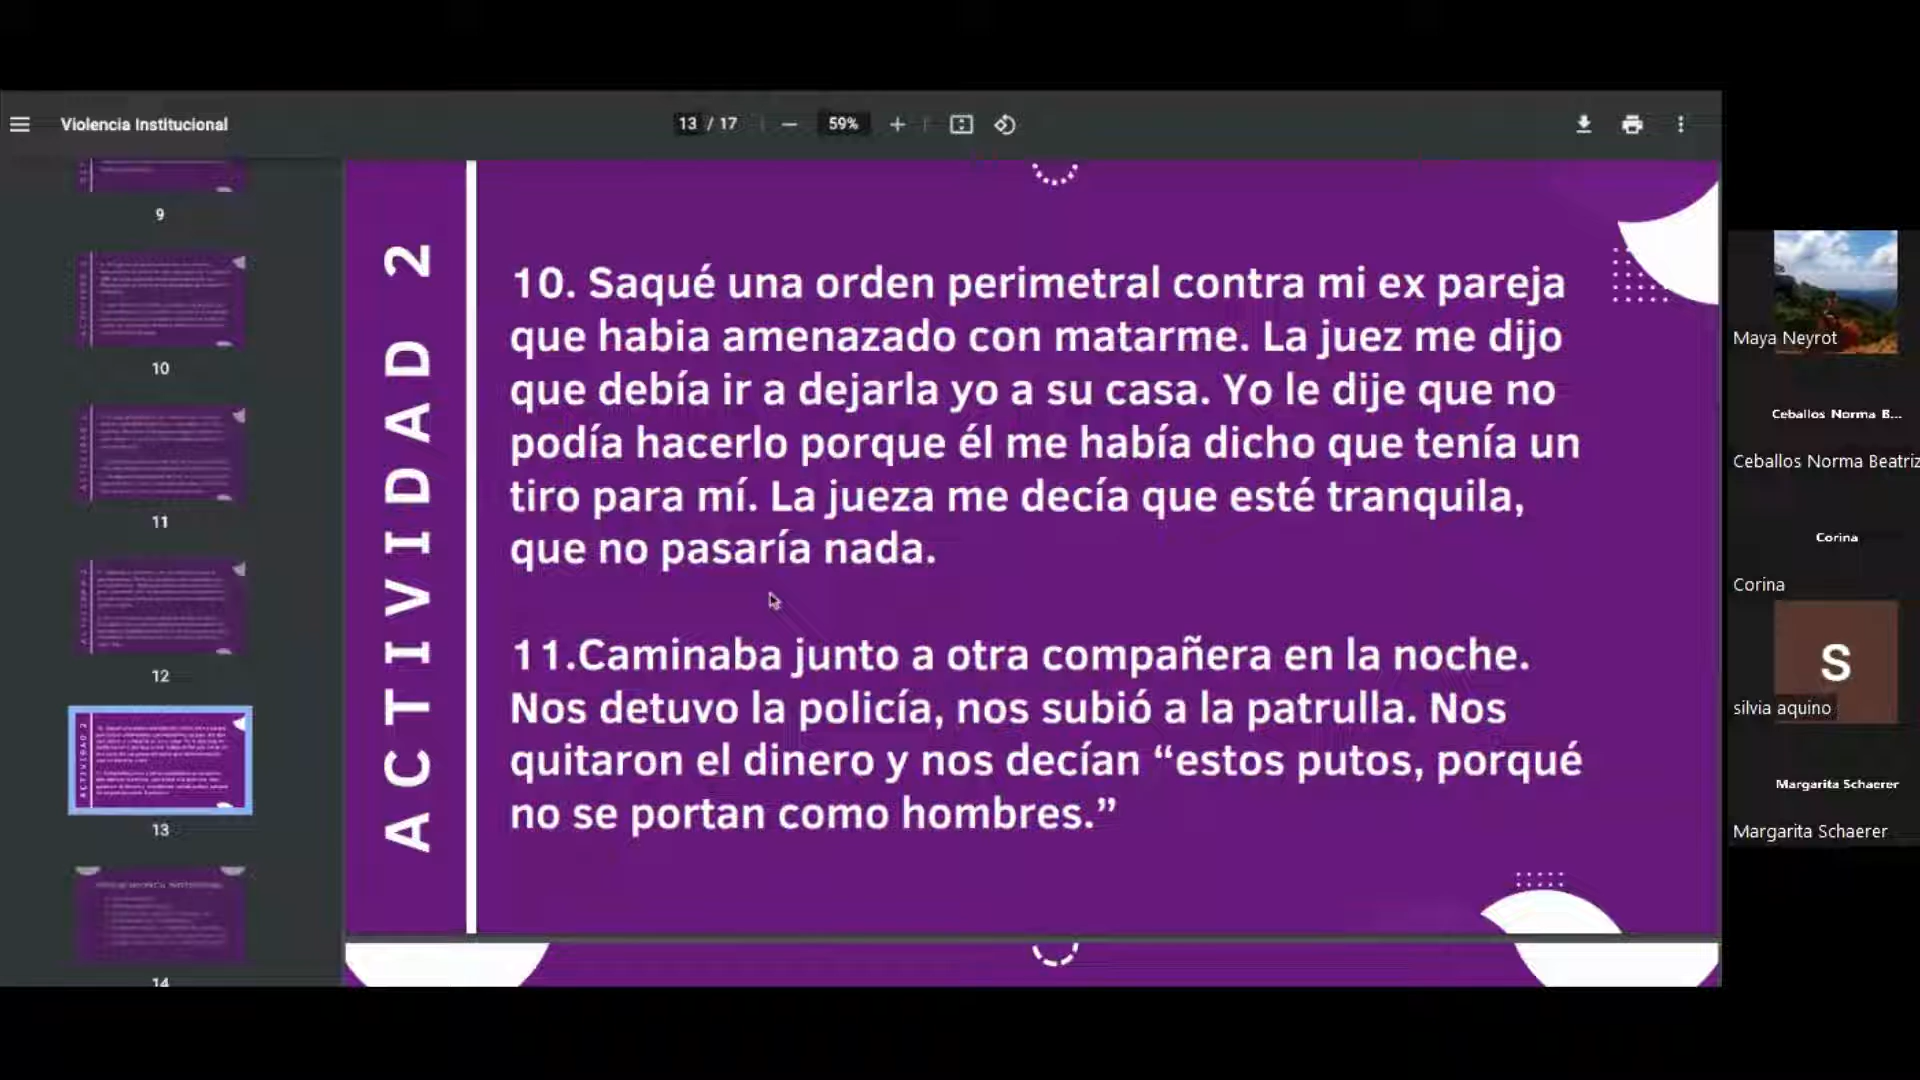 Violencia Institucional
13 / 17
59%
9
10
11
12
13
14
ACTIVIDAD 2
10. Saqué una orden perimetral contra mi ex pareja
que habia amenazado con matarme. La juez me dijo
que debía ir a dejarla yo a su casa. Yo le dije que no
podía hacerlo porque él me había dicho que tenía un
tiro para mí. La jueza me decía que esté tranquila,
que no pasaría nada.
11.Caminaba junto a otra compañera en la noche.
Nos detuvo la policía, nos subió a la patrulla. Nos
quitaron el dinero y nos decían “estos putos, porqué
no se portan como hombres.”
Maya Neyrot
Ceballos Norma B...
Ceballos Norma Beatriz
Corina
Corina
S
silvia aquino
Margarita Schaerer
Margarita Schaerer